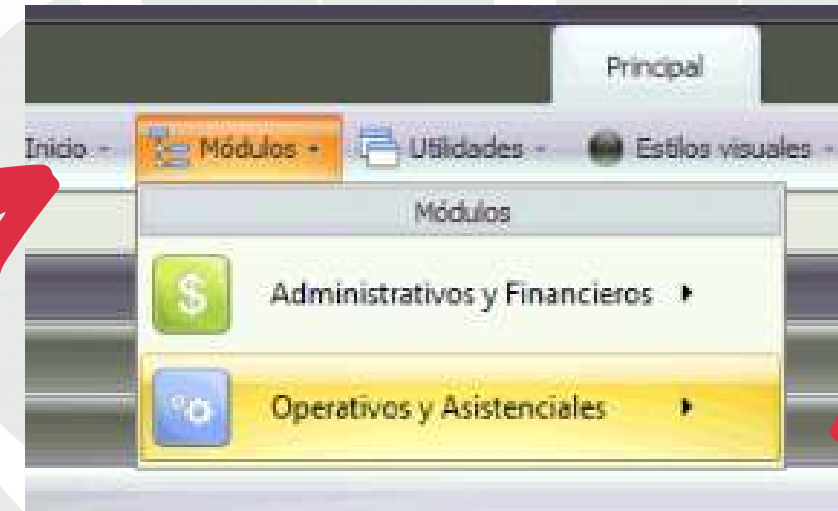 Principal
Inicio Módulos Utilidades Estilos visuales
Módulos
$ Administrativos y Financieros
Operativos y Asistenciales